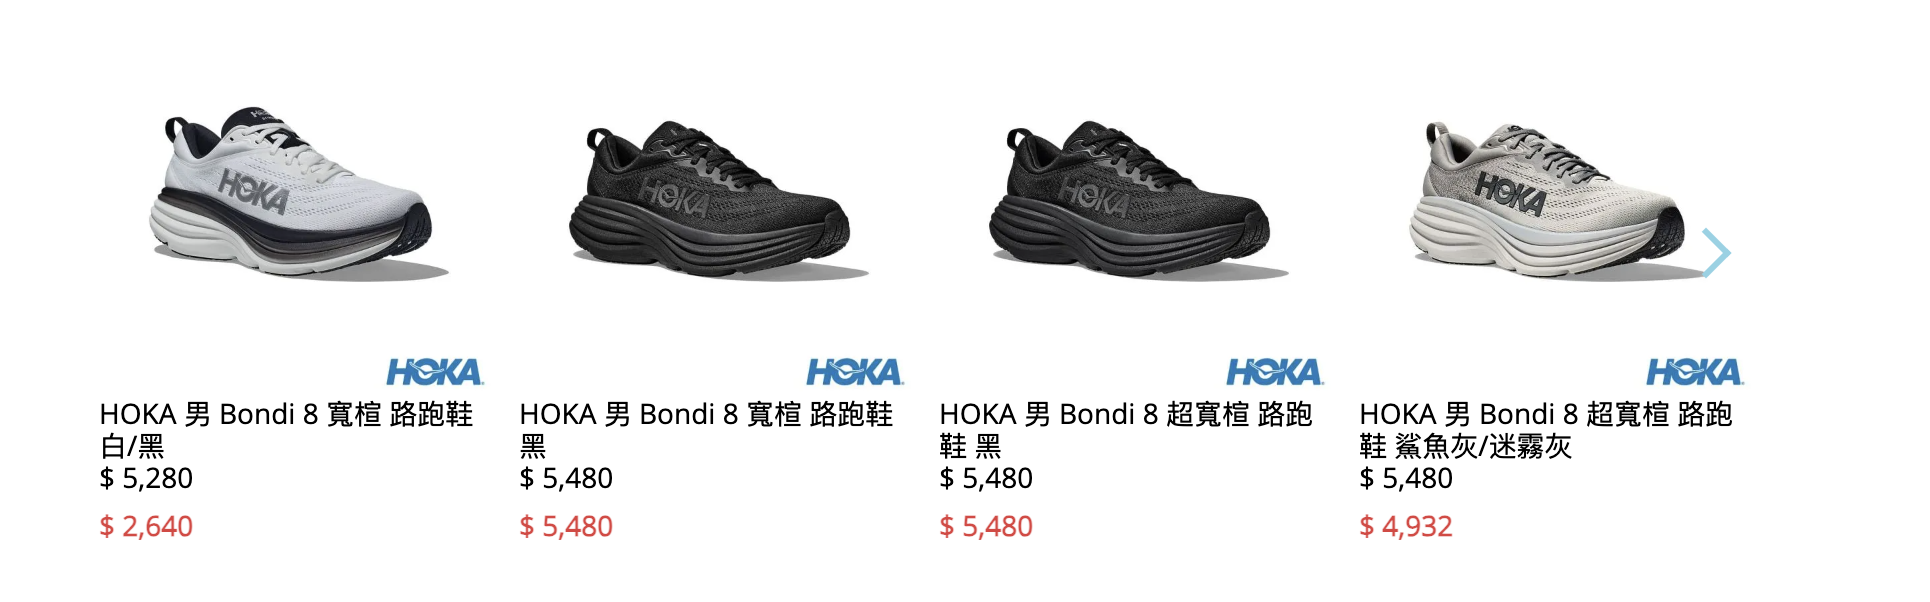 HOKA
HOKA
HOKA
HOKA
HOKA
HOKA
HOKA
HOKA
HOKA 男 Bondi 8 寬楦 路跑鞋
白/黑
$ 5,280
$ 2,640
HOKA 男 Bondi 8 寬楦 路跑鞋
黑
$ 5,480
$ 5,480
HOKA 男 Bondi 8 超寬楦 路跑
鞋 黑
$ 5,480
$ 5,480
HOKA 男 Bondi 8 超寬楦 路跑
鞋 鯊魚灰/迷霧灰
$ 5,480
$ 4,932